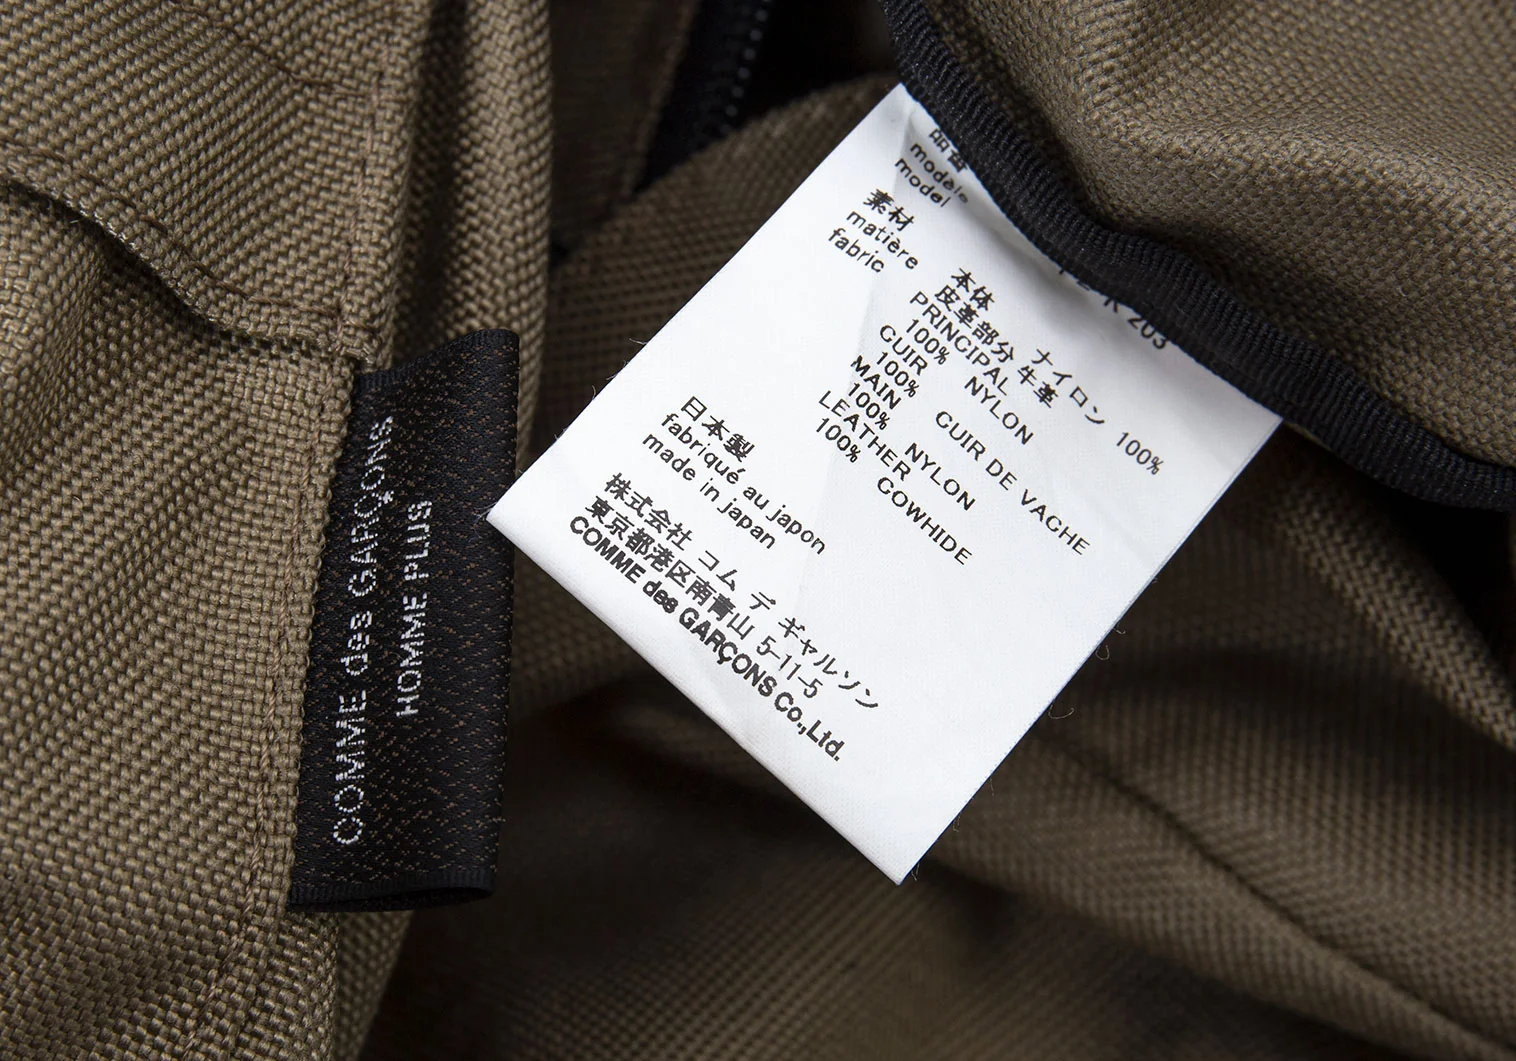 COMME des GARÇONS
HOMME PLUS
品番
modèle
model
K 203
素材
matière
fabric
本体 ナイロン 100%
皮革部分 牛革
PRINCIPAL
100% NYLON
CUIR
100% CUIR DE VACHE
MAIN
100% NYLON
LEATHER
100% COWHIDE
日本製
fabriqué au japon
made in japan
株式会社 コム デ ギャルソン
東京都港区南青山 5-11-5
COMME des GARÇONS Co.,Ltd.